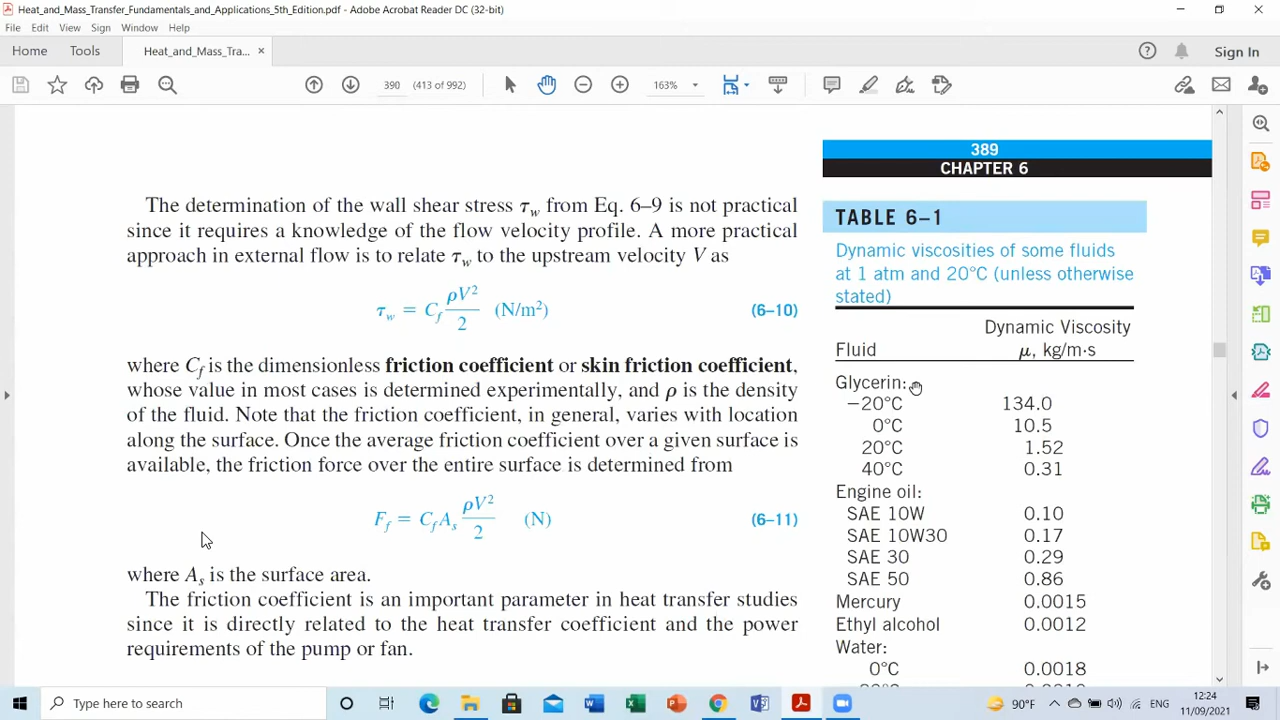 Heat_and_Mass_Transfer_Fundamentals_and_Applications_5th_Edition.pdf - Adobe Acrobat Reader DC (32-bit)
File Edit View Sign Window Help
Home Tools Heat_and_Mass_Tra... × Sign In
390 (413 of 992) 163%
389
CHAPTER 6
The determination of the wall shear stress τw from Eq. 6–9 is not practical
since it requires a knowledge of the flow velocity profile. A more practical
approach in external flow is to relate τw to the upstream velocity V as
τw = Cf ρV²/2 (N/m²) (6–10)
where Cf is the dimensionless friction coefficient or skin friction coefficient,
whose value in most cases is determined experimentally, and ρ is the density
of the fluid. Note that the friction coefficient, in general, varies with location
along the surface. Once the average friction coefficient over a given surface is
available, the friction force over the entire surface is determined from
Ff = CfAs ρV²/2 (N) (6–11)
where As is the surface area.
The friction coefficient is an important parameter in heat transfer studies
since it is directly related to the heat transfer coefficient and the power
requirements of the pump or fan.
TABLE 6–1
Dynamic viscosities of some fluids
at 1 atm and 20°C (unless otherwise
stated)
Dynamic Viscosity
Fluid μ, kg/m·s
Glycerin:
−20°C 134.0
0°C 10.5
20°C 1.52
40°C 0.31
Engine oil:
SAE 10W 0.10
SAE 10W30 0.17
SAE 30 0.29
SAE 50 0.86
Mercury 0.0015
Ethyl alcohol 0.0012
Water:
0°C 0.0018
Type here to search
90°F ENG 12:24
11/09/2021